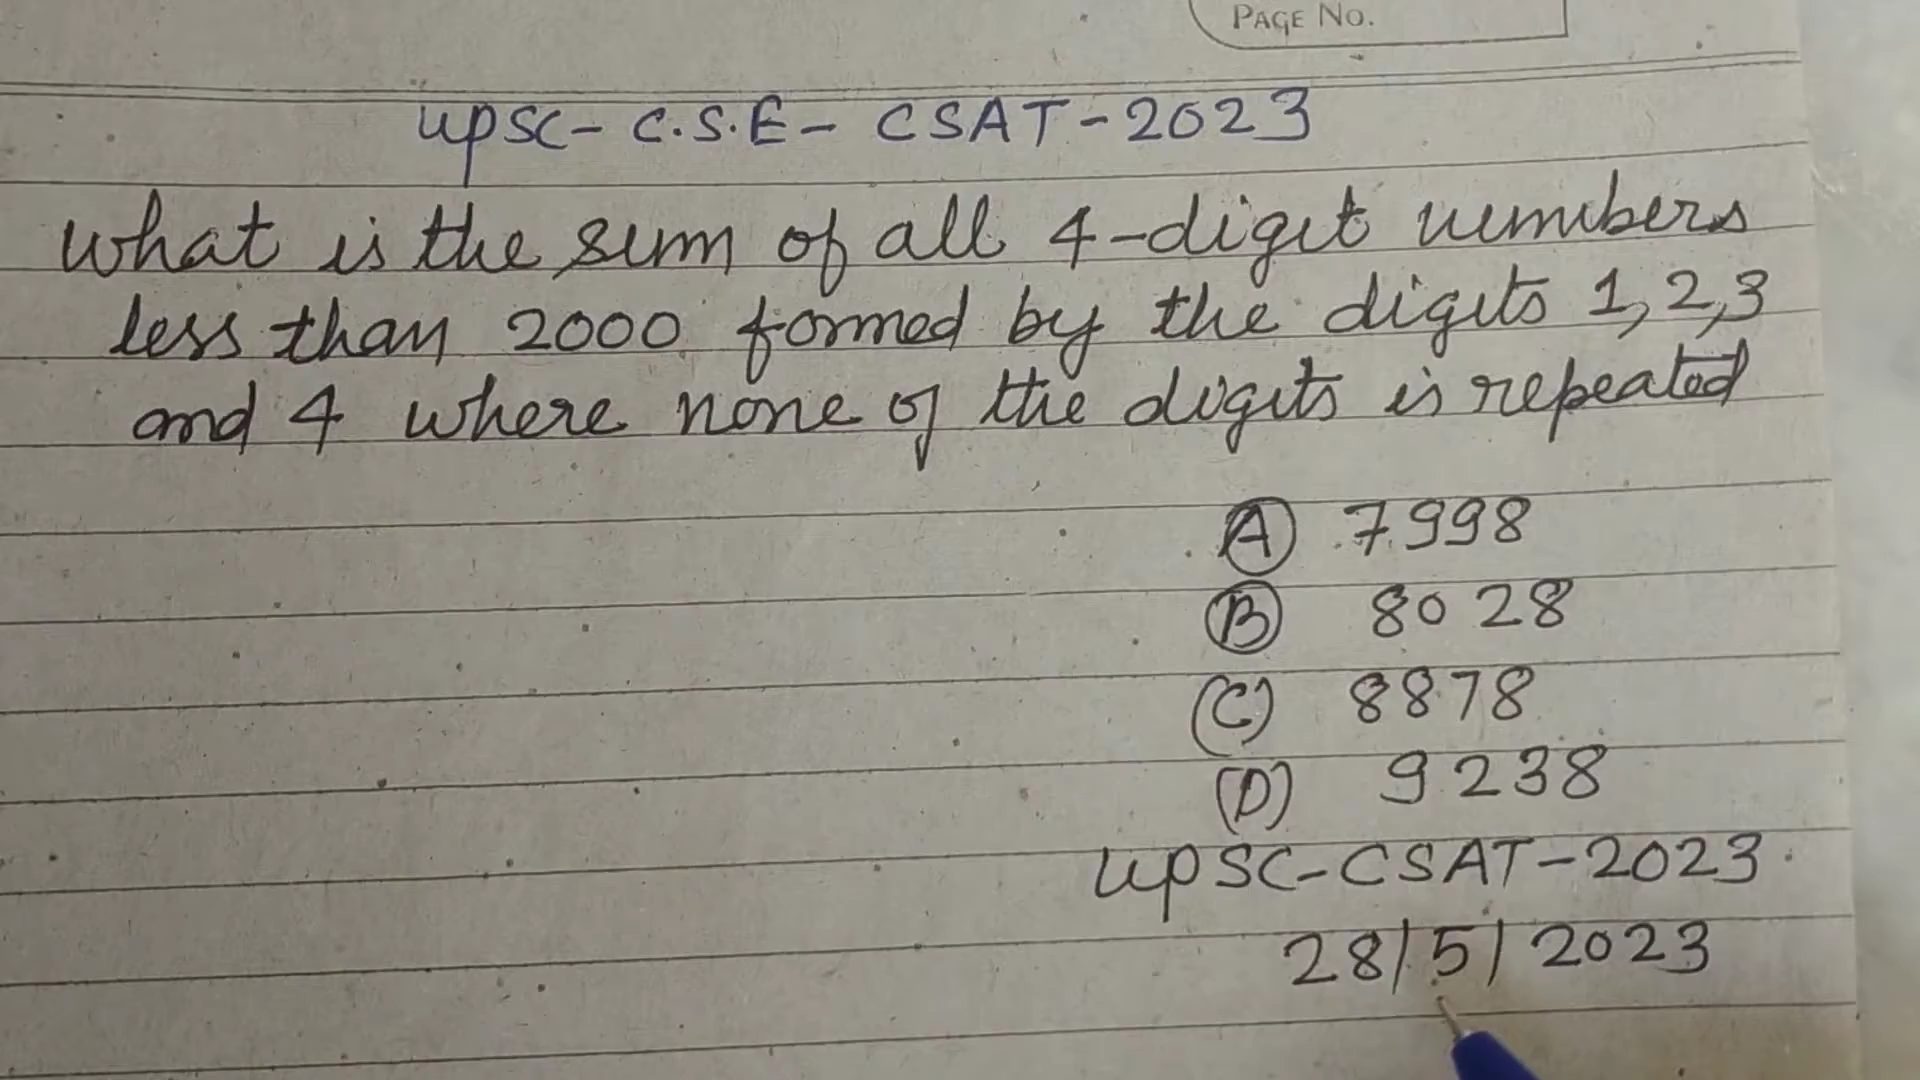 PAGE NO.
UPSC- C.S.E- CSAT-2023
What is the sum of all 4-digit numbers
less than 2000 formed by the digits 1,2,3
and 4 where none of the digits is repeated
(A) 7998
(B) 8028
(C) 8878
(D) 9238
UPSC-CSAT-2023
28/5/2023